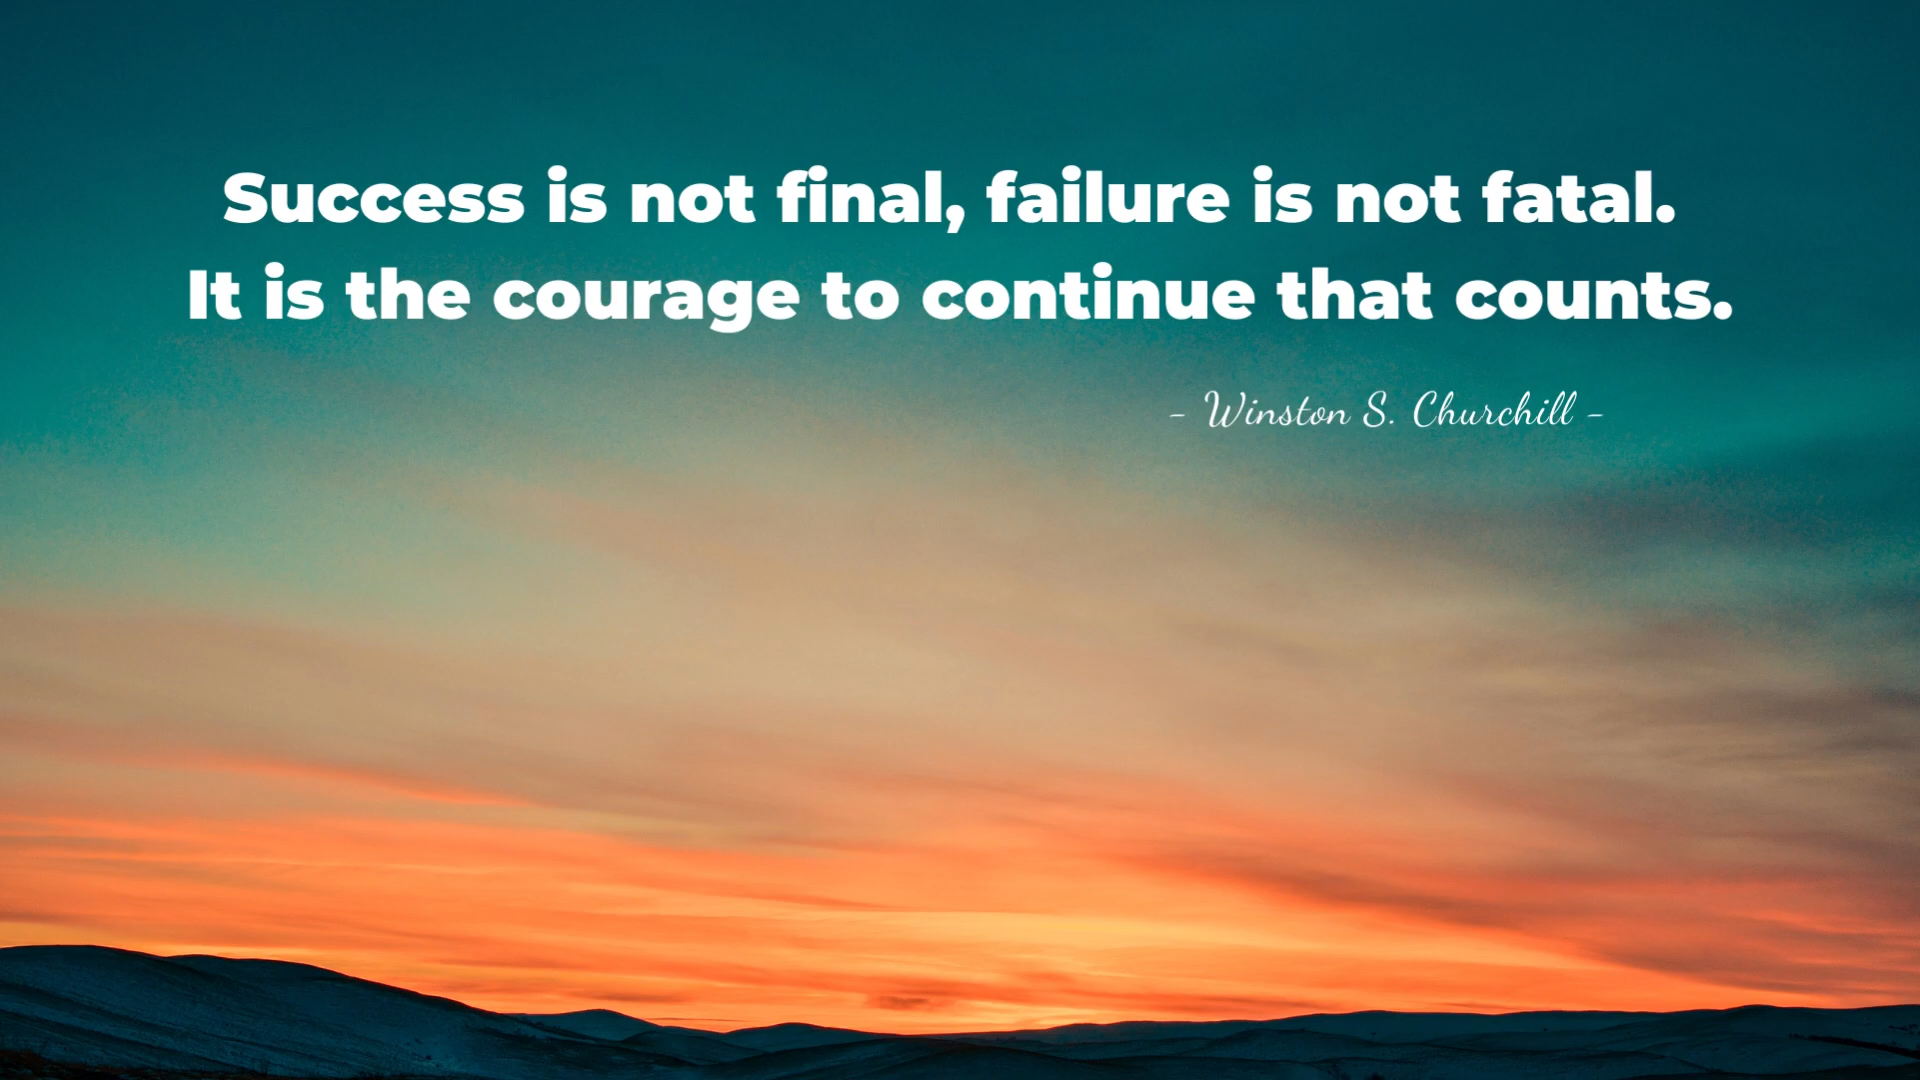 Success is not final, failure is not fatal.
It is the courage to continue that counts.
- Winston S. Churchill -